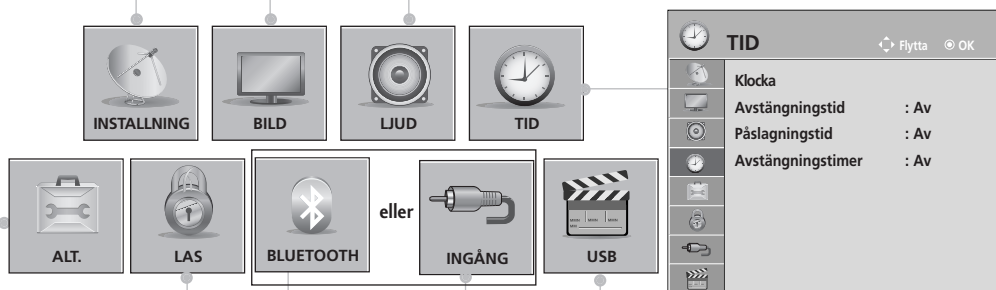 INSTALLNING
BILD
LJUD
TID
ALT.
LAS
BLUETOOTH
eller
INGÅNG
USB
TID
Flytta
OK
Klocka
Avstängningstid : Av
Påslagningstid : Av
Avstängningstimer : Av